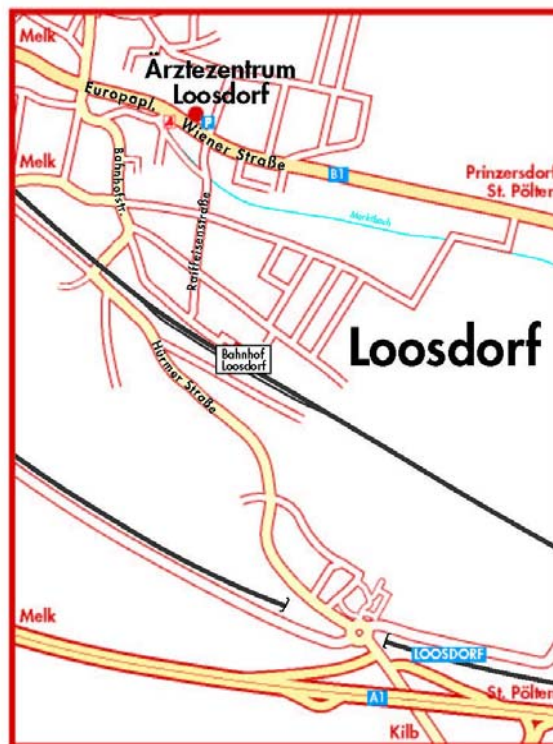 Melk
Ärztezentrum
Loosdorf
Europapl.
P
Wiener Straße
Melk
Bahnhofstr.
B1
Prinzersdorf
St. Pölten
Raiffeisenstraße
Marktbach
Bahnhof
Loosdorf
Loosdorf
Hürmer Straße
Melk
LOOSDORF
A1
St. Pölten
Kilb